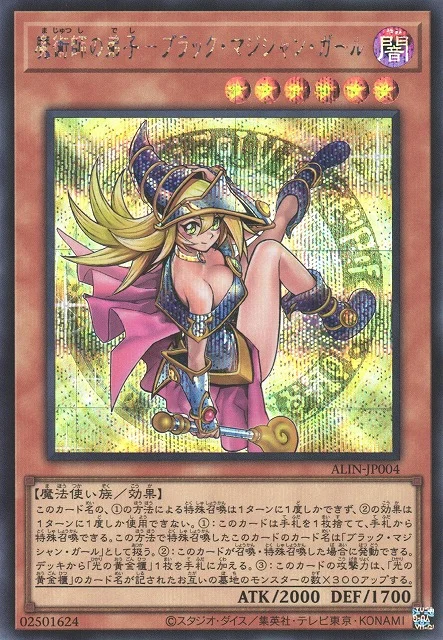 魔術師の弟子－ブラック・マジシャン・ガール
闇
ALIN-JP004
【魔法使い族／効果】
このカード名の、①の方法による特殊召喚は１ターンに１度しかできず、②の効果は
１ターンに１度しか使用できない。①：このカードは手札を１枚捨てて、手札から
特殊召喚できる。この方法で特殊召喚したこのカードのカード名は「ブラック・マジ
シャン・ガール」として扱う。②：このカードが召喚・特殊召喚した場合に発動できる。
デッキから「光の黄金櫃」１枚を手札に加える。③：このカードの攻撃力は、「光の
黄金櫃」のカード名が記されたお互いの墓地のモンスターの数×３００アップする。
ATK/2000 DEF/1700
02501624
©スタジオ・ダイス／集英社・テレビ東京・KONAMI